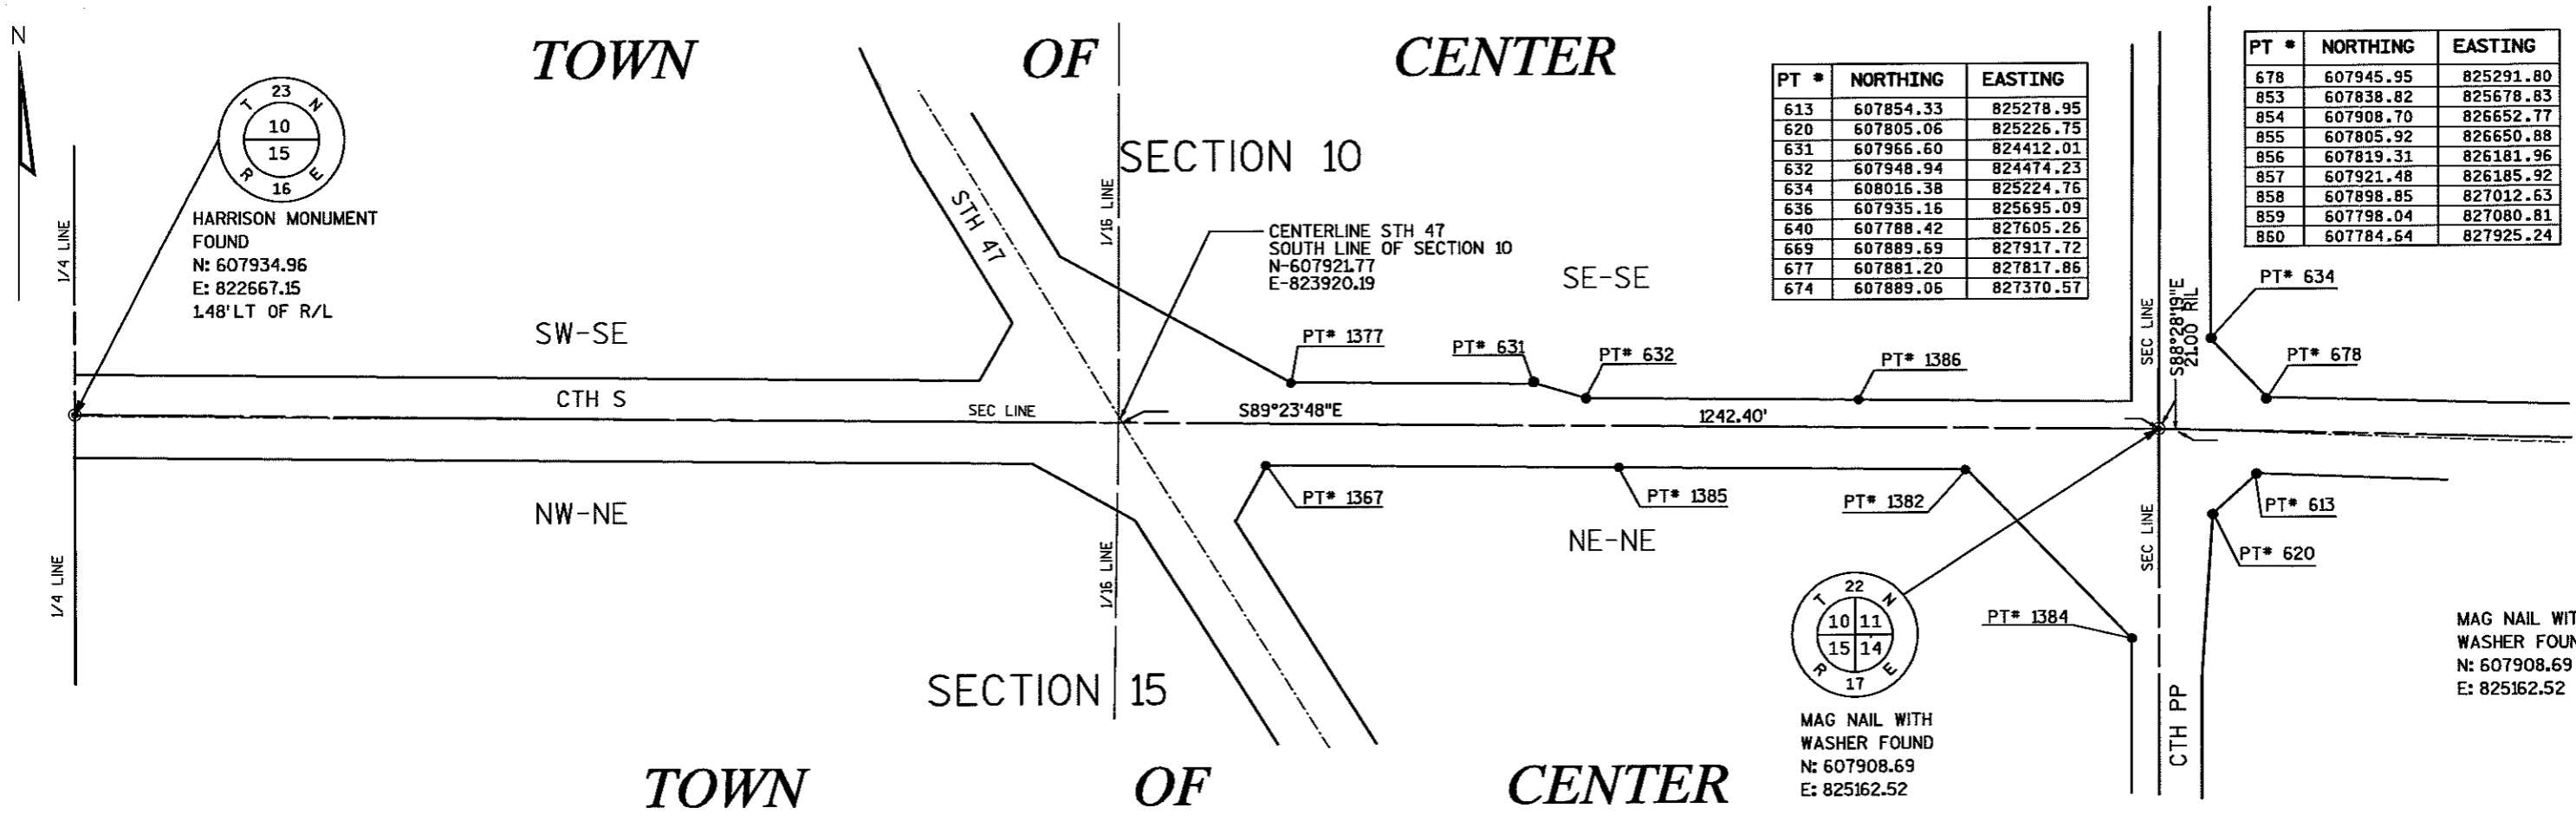 N
TOWN OF CENTER
23
T N
10
15
R E
16
HARRISON MONUMENT
FOUND
N: 607934.96
E: 822667.15
1.48' LT OF R/L
1/4 LINE
1/4 LINE
SW-SE
CTH S
NW-NE
SEC LINE
STH 47
1/16 LINE
1/16 LINE
SECTION 10
CENTERLINE STH 47
SOUTH LINE OF SECTION 10
N-607921.77
E-823920.19
SE-SE
PT# 1377
PT# 631
PT# 632
PT# 1386
S89°23'48"E
1242.40'
PT# 1367
PT# 1385
PT# 1382
NE-NE
PT# 1384
SECTION 15
PT # NORTHING EASTING
613 607854.33 825278.95
620 607805.06 825226.75
631 607966.60 824412.01
632 607948.94 824474.23
634 608016.38 825224.76
636 607935.16 825695.09
640 607788.42 827605.26
669 607889.69 827917.72
677 607881.20 827817.86
674 607889.06 827370.57
PT # NORTHING EASTING
678 607945.95 825291.80
853 607838.82 825678.83
854 607908.70 826652.77
855 607805.92 826650.88
856 607819.31 826181.96
857 607921.48 826185.92
858 607898.85 827012.63
859 607798.04 827080.81
860 607784.64 827925.24
SEC LINE
S88°28'19"E
21.00 R/L
PT# 634
PT# 678
PT# 613
PT# 620
SEC LINE
CTH PP
22
T N
10 11
15 14
R E
17
MAG NAIL WITH
WASHER FOUND
N: 607908.69
E: 825162.52
MAG NAIL WIT
WASHER FOUN
N: 607908.69
E: 825162.52
TOWN OF CENTER